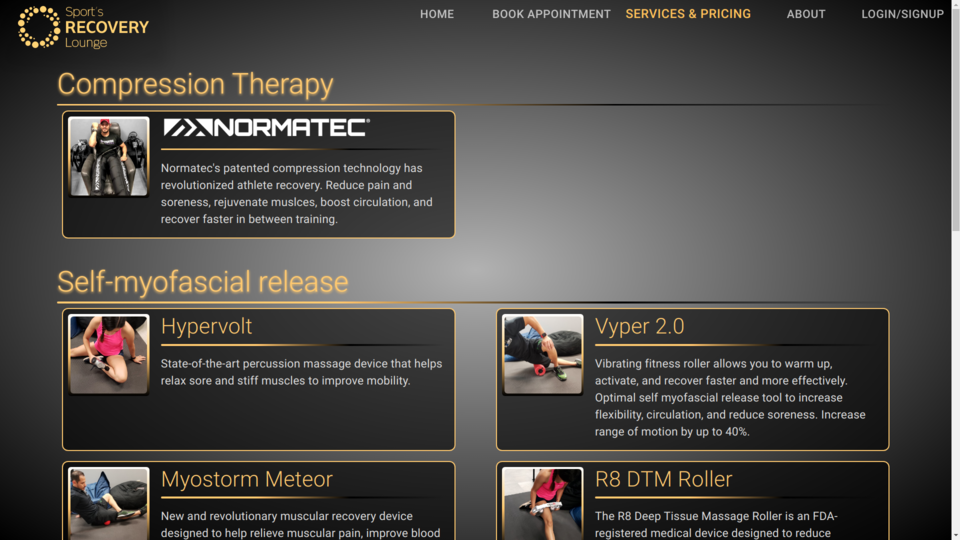 Sport's
RECOVERY
Lounge
HOME
BOOK APPOINTMENT
SERVICES & PRICING
ABOUT
LOGIN/SIGNUP
Compression Therapy
NORMATEC®
Normatec's patented compression technology has
revolutionized athlete recovery. Reduce pain and
soreness, rejuvenate muslces, boost circulation, and
recover faster in between training.
Self-myofascial release
Hypervolt
State-of-the-art percussion massage device that helps
relax sore and stiff muscles to improve mobility.
Vyper 2.0
Vibrating fitness roller allows you to warm up,
activate, and recover faster and more effectively.
Optimal self myofascial release tool to increase
flexibility, circulation, and reduce soreness. Increase
range of motion by up to 40%.
Myostorm Meteor
New and revolutionary muscular recovery device
designed to help relieve muscular pain, improve blood
R8 DTM Roller
The R8 Deep Tissue Massage Roller is an FDA-
registered medical device designed to reduce